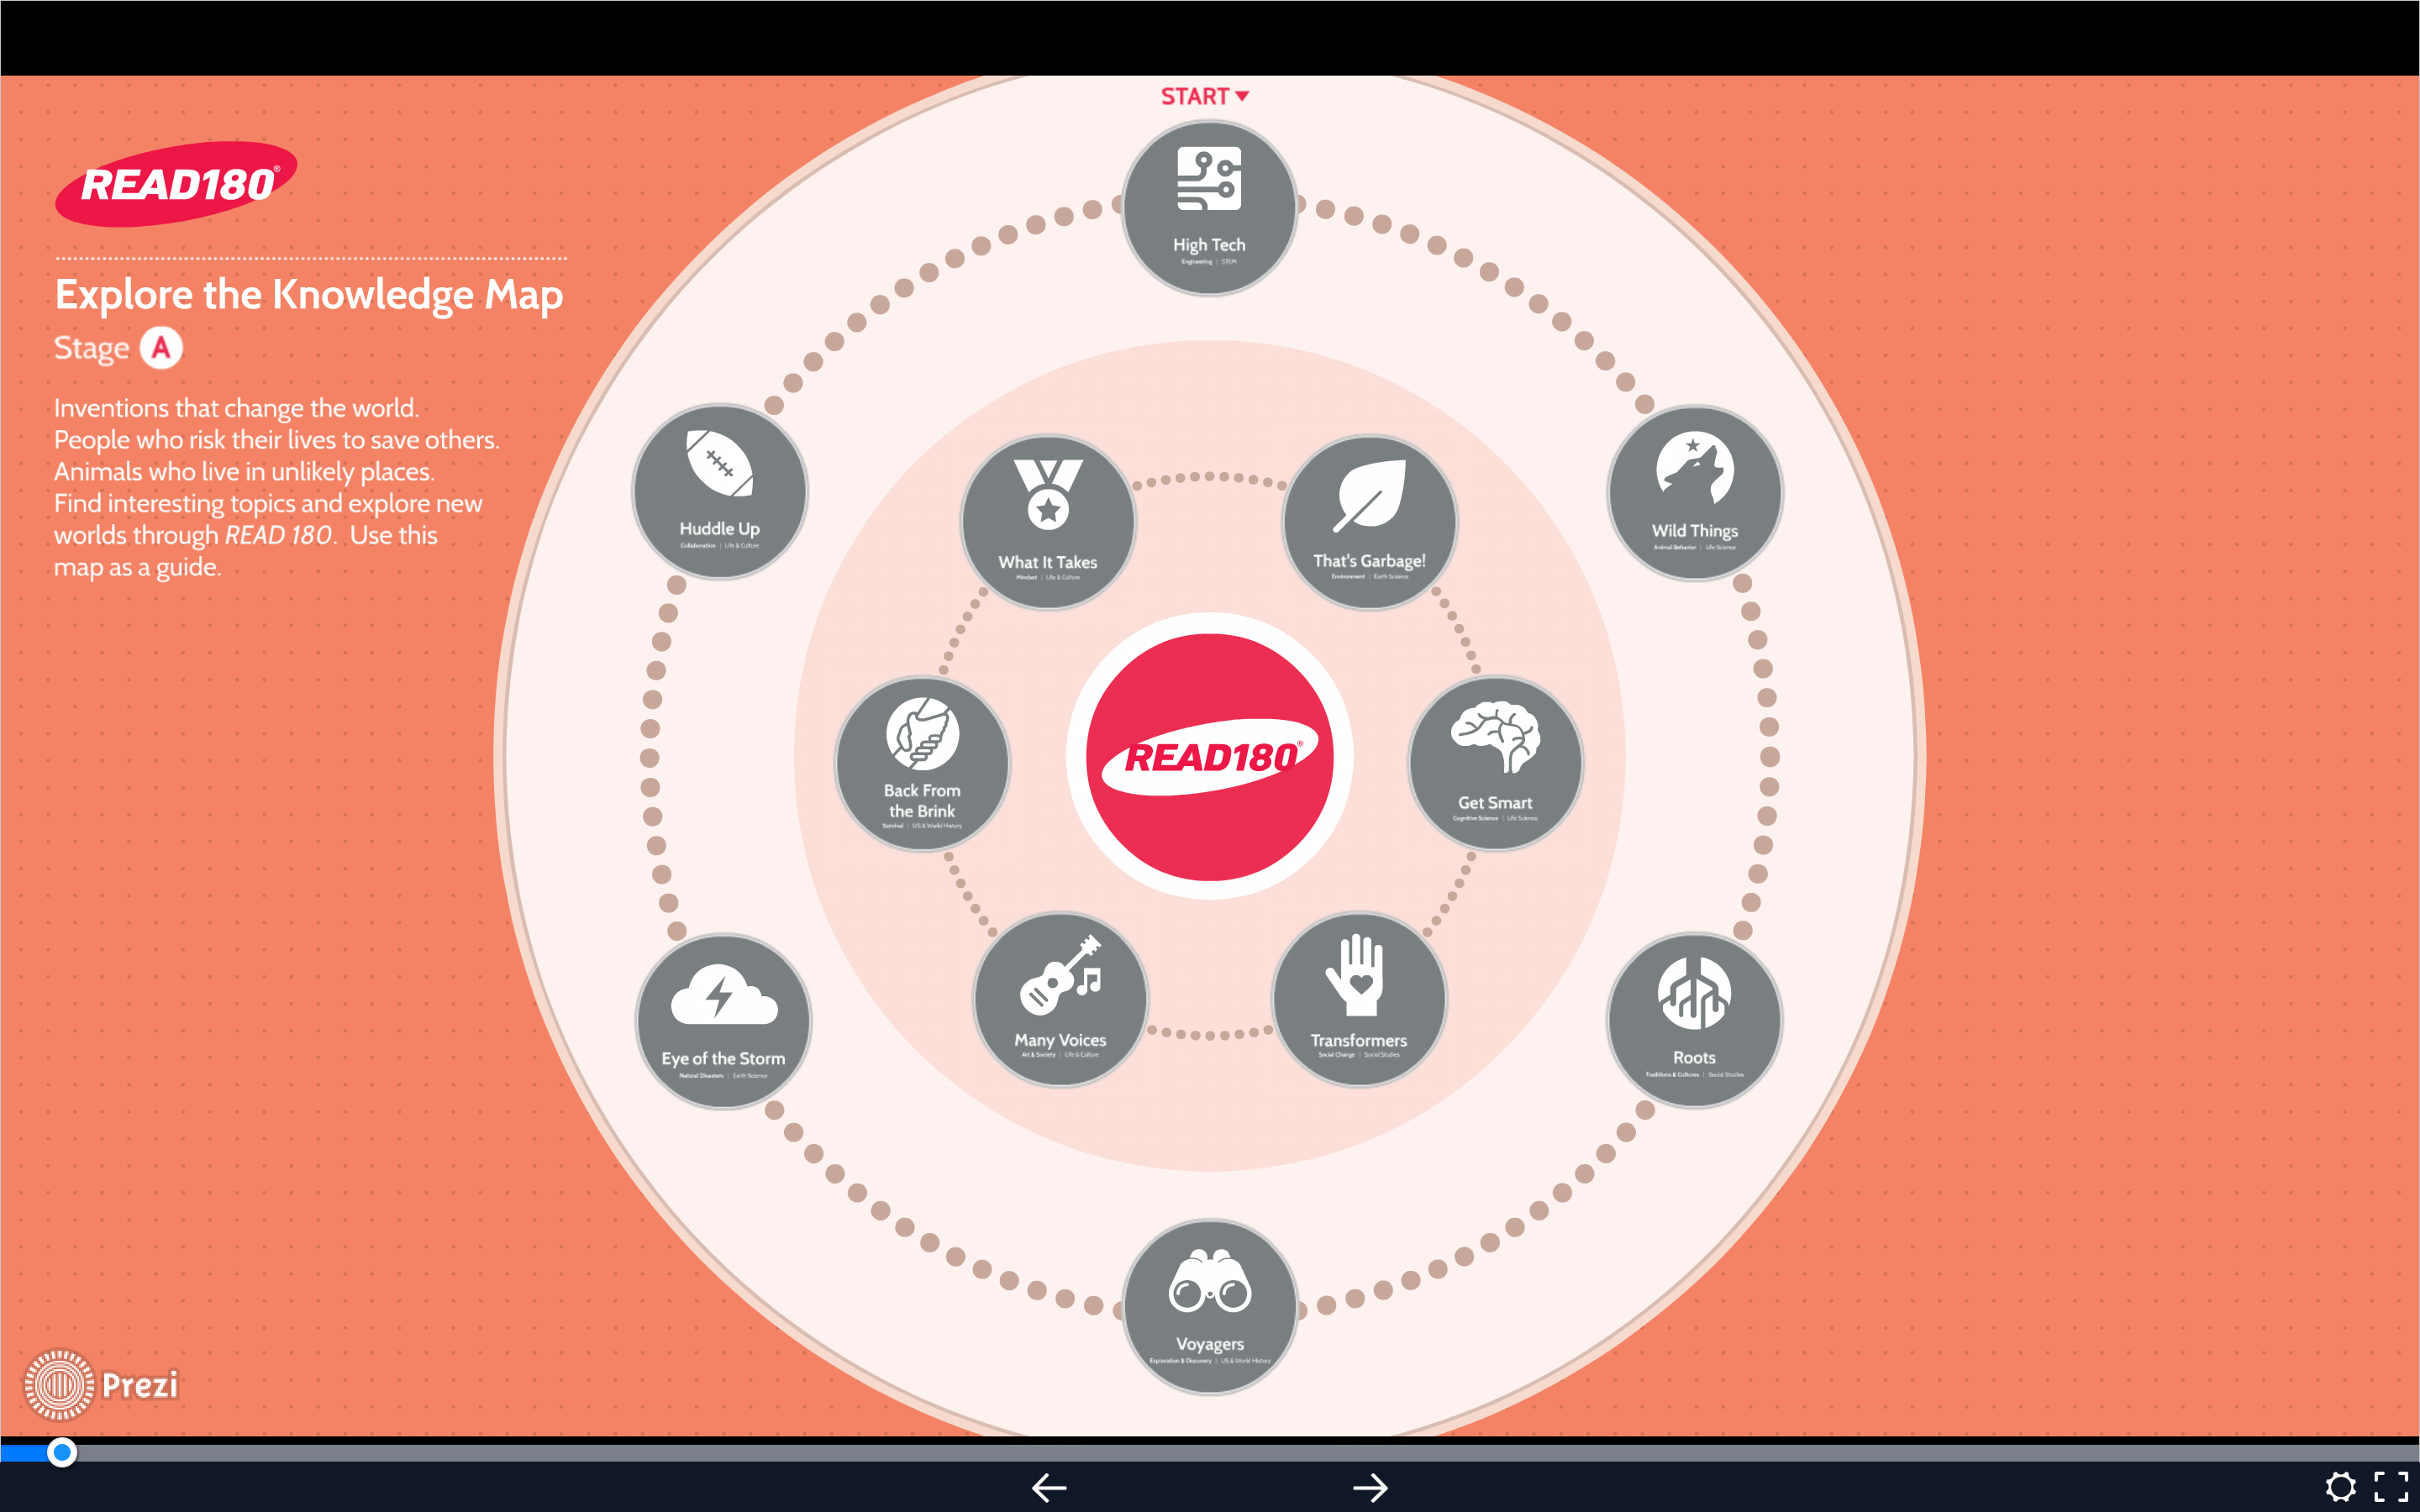 START
READ180®
Explore the Knowledge Map
Stage A
Inventions that change the world.
People who risk their lives to save others.
Animals who live in unlikely places.
Find interesting topics and explore new
worlds through READ 180. Use this
map as a guide.
High Tech
Engineering | STEM
Huddle Up
Collaboration | Life & Culture
What It Takes
Mindset | Life & Culture
That's Garbage!
Environment | Earth Science
Wild Things
Animal Behavior | Life Science
Back From
the Brink
Survival | US & World History
READ180®
Get Smart
Cognitive Science | Life Science
Eye of the Storm
Natural Disasters | Earth Science
Many Voices
Art & Society | Life & Culture
Transformers
Social Change | Social Studies
Roots
Traditions & Cultures | Social Studies
Voyagers
Exploration & Discovery | US & World History
Prezi